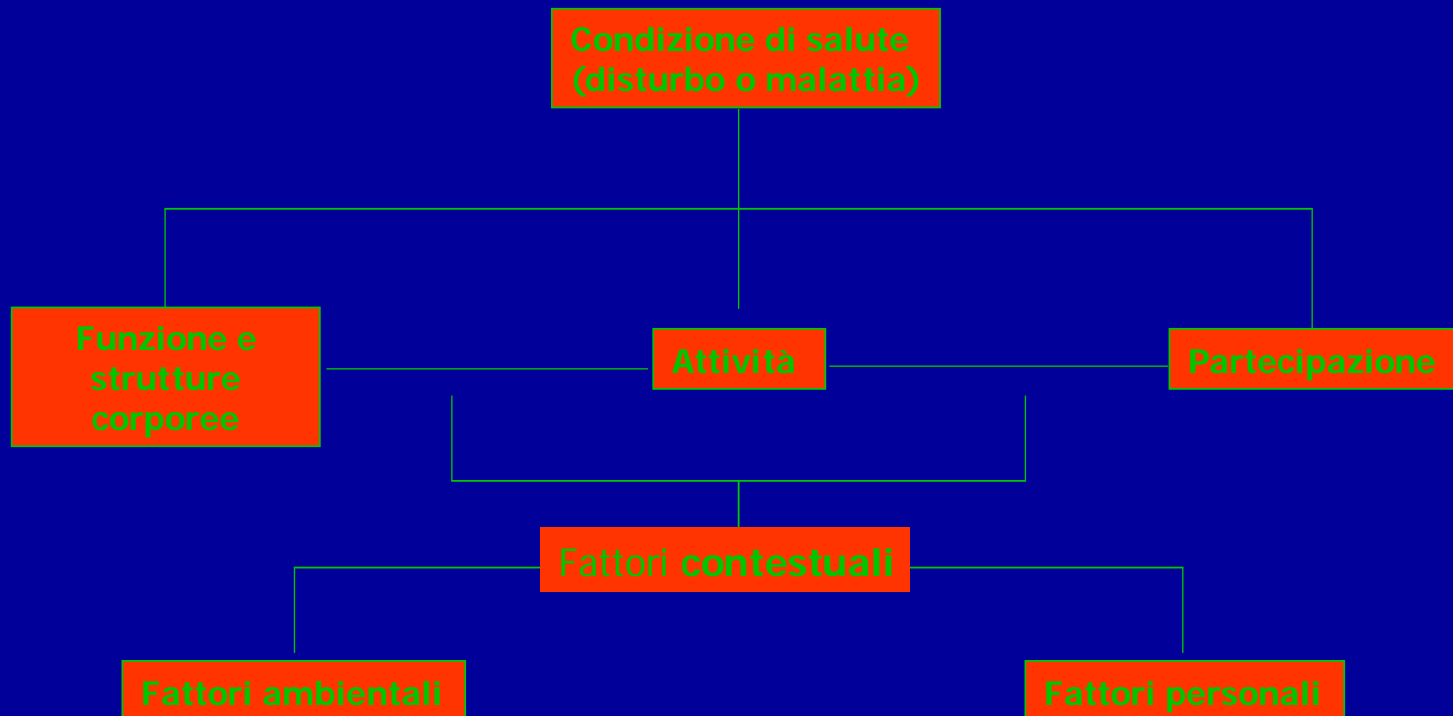 Condizione di salute
(disturbo o malattia)
Funzione e
strutture
corporee
Attività
Partecipazione
Fattori contestuali
Fattori ambientali
Fattori personali